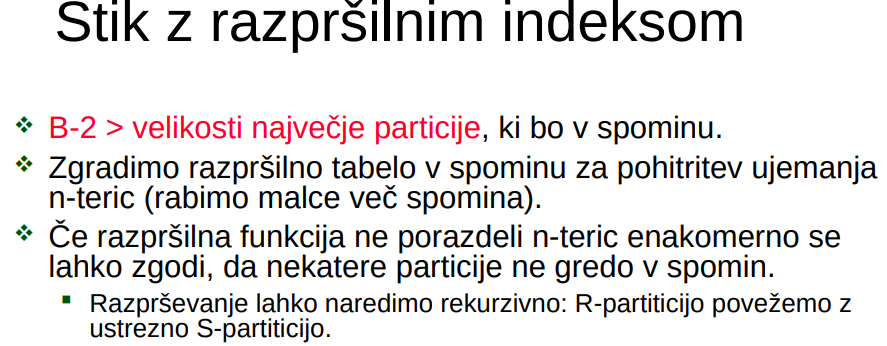 Stik z razpršilnim indeksom
B-2 > velikosti največje particije, ki bo v spominu.
Zgradimo razpršilno tabelo v spominu za pohitritev ujemanja
n-teric (rabimo malce več spomina).
Če razpršilna funkcija ne porazdeli n-teric enakomerno se
lahko zgodi, da nekatere particije ne gredo v spomin.
Razprševanje lahko naredimo rekurzivno: R-partiticijo povežemo z
ustrezno S-partiticijo.